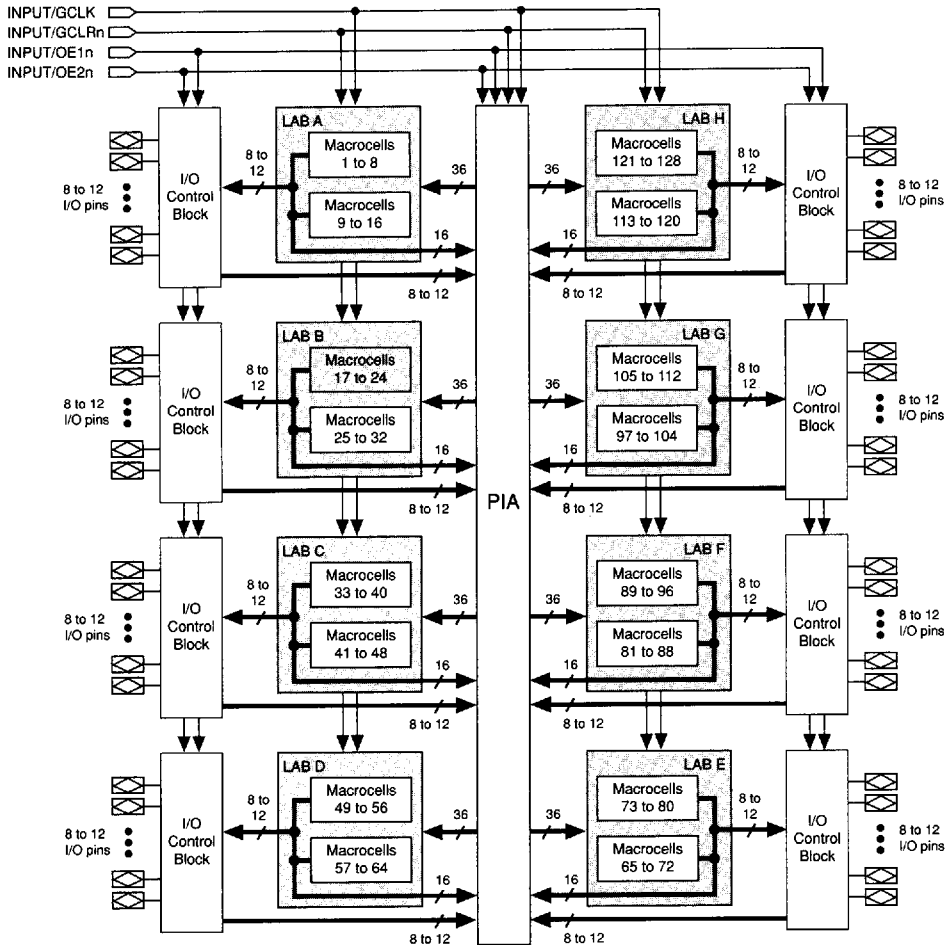 INPUT/GCLK
INPUT/GCLRn
INPUT/OE1n
INPUT/OE2n
LAB A
Macrocells
1 to 8
Macrocells
9 to 16
8 to
12
36
16
8 to 12
I/O
Control
Block
8 to 12
I/O pins
LAB H
Macrocells
121 to 128
Macrocells
113 to 120
36
8 to
12
16
8 to 12
I/O
Control
Block
8 to 12
I/O pins
LAB B
Macrocells
17 to 24
Macrocells
25 to 32
8 to
12
36
16
8 to 12
I/O
Control
Block
8 to 12
I/O pins
LAB G
Macrocells
105 to 112
Macrocells
97 to 104
36
8 to
12
16
8 to 12
I/O
Control
Block
8 to 12
I/O pins
PIA
LAB C
Macrocells
33 to 40
Macrocells
41 to 48
8 to
12
36
16
8 to 12
I/O
Control
Block
8 to 12
I/O pins
LAB F
Macrocells
89 to 96
Macrocells
81 to 88
36
8 to
12
16
8 to 12
I/O
Control
Block
8 to 12
I/O pins
LAB D
Macrocells
49 to 56
Macrocells
57 to 64
8 to
12
36
16
8 to 12
I/O
Control
Block
8 to 12
I/O pins
LAB E
Macrocells
73 to 80
Macrocells
65 to 72
36
8 to
12
16
8 to 12
I/O
Control
Block
8 to 12
I/O pins